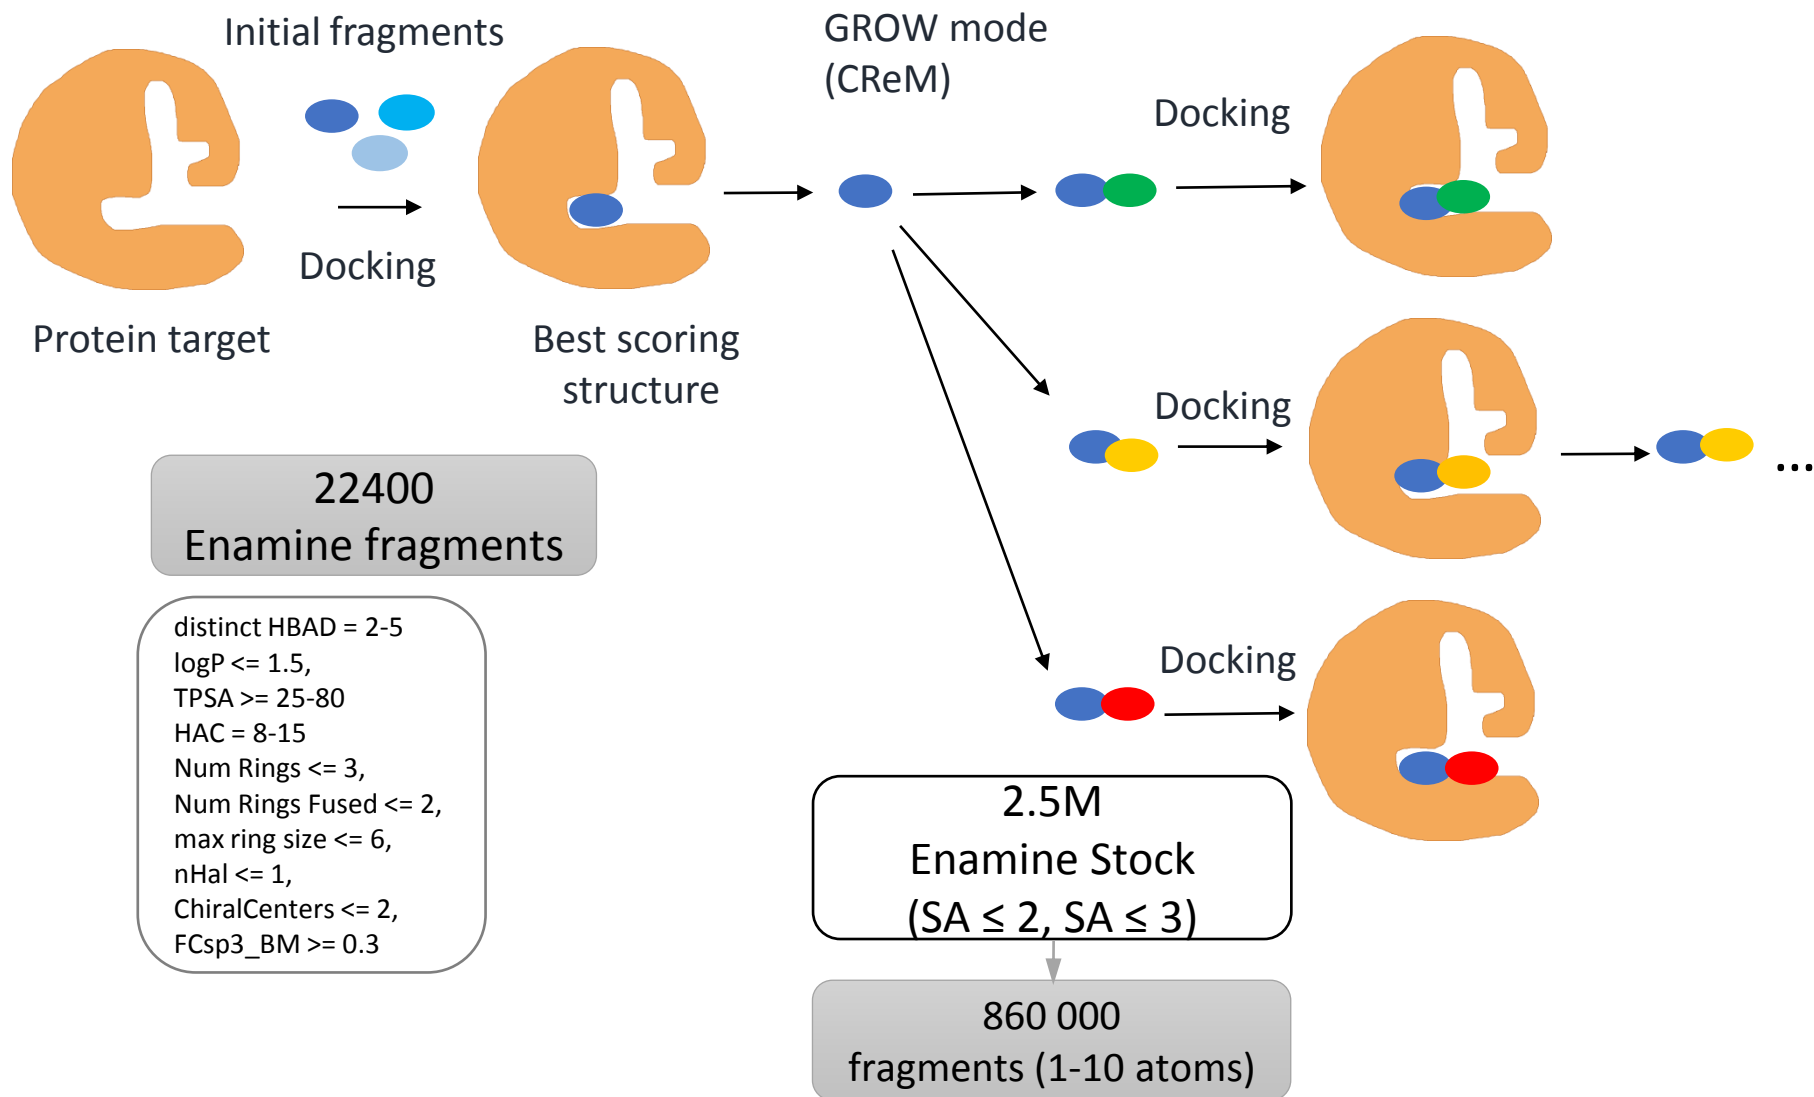 Initial fragments
GROW mode
(CReM)
Docking
Docking
Protein target
Best scoring
structure
Docking
22400
Enamine fragments
distinct HBAD = 2-5
logP <= 1.5,
TPSA >= 25-80
HAC = 8-15
Num Rings <= 3,
Num Rings Fused <= 2,
max ring size <= 6,
nHal <= 1,
ChiralCenters <= 2,
FCsp3_BM >= 0.3
...
Docking
2.5M
Enamine Stock
(SA ≤ 2, SA ≤ 3)
860 000
fragments (1-10 atoms)